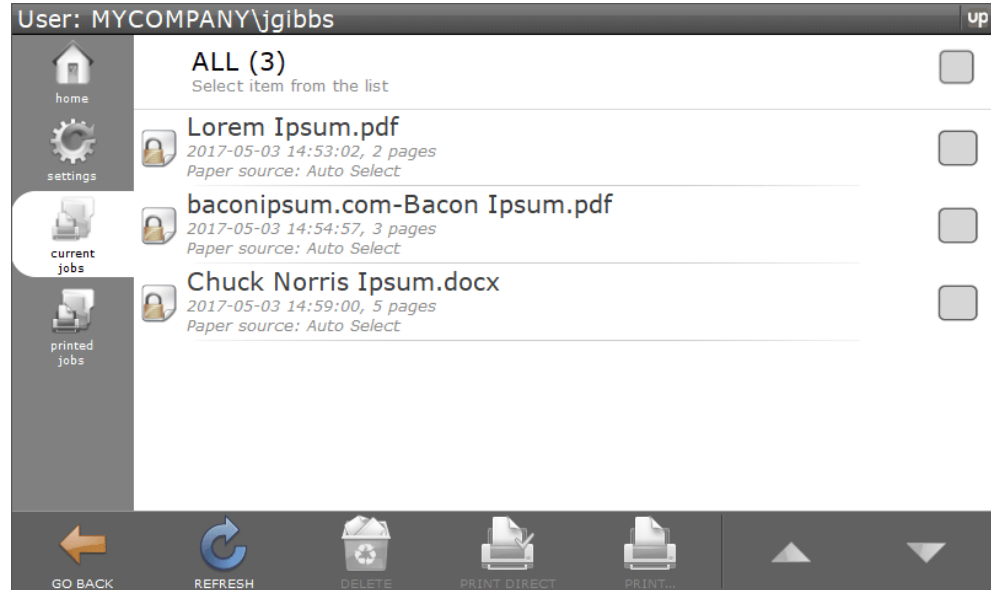 User: MYCOMPANY\jgibbs
up
home
settings
current
jobs
printed
jobs
ALL (3)
Select item from the list
Lorem Ipsum.pdf
2017-05-03 14:53:02, 2 pages
Paper source: Auto Select
baconipsum.com-Bacon Ipsum.pdf
2017-05-03 14:54:57, 3 pages
Paper source: Auto Select
Chuck Norris Ipsum.docx
2017-05-03 14:59:00, 5 pages
Paper source: Auto Select
GO BACK
REFRESH
DELETE
PRINT DIRECT
PRINT...